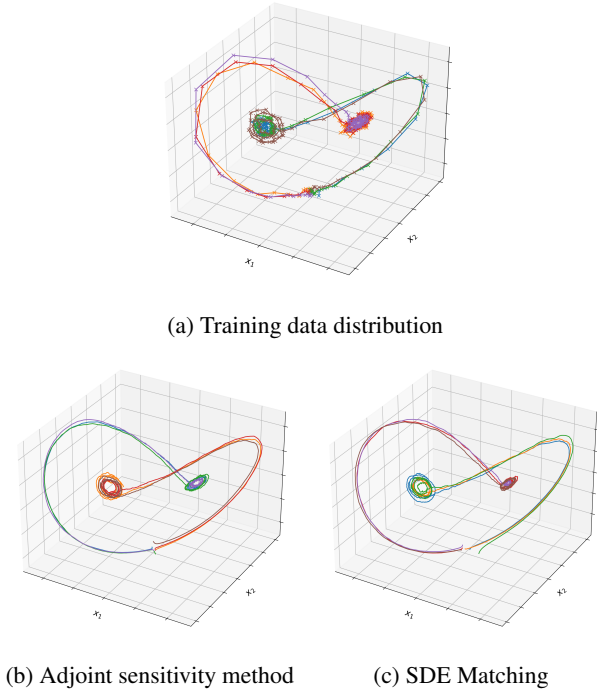 x₁
x₂
(a) Training data distribution
x₁
x₂
x₁
x₂
(b) Adjoint sensitivity method
(c) SDE Matching